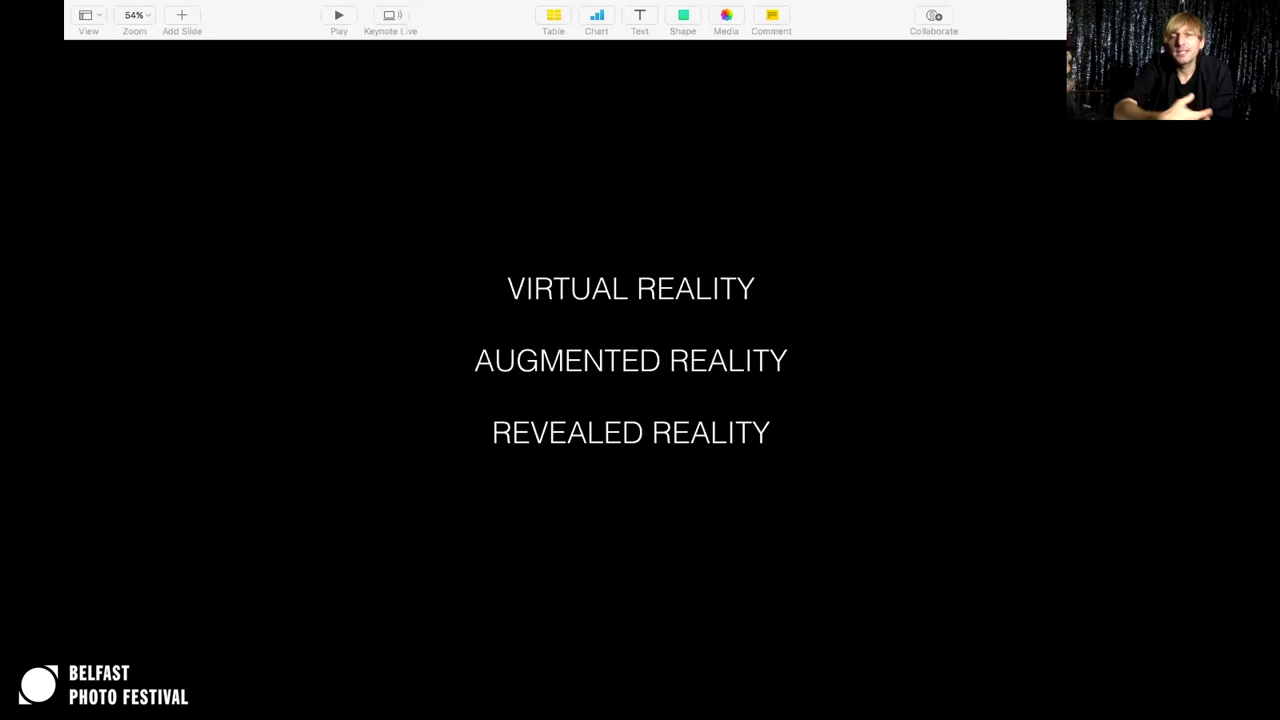 View
54%
Zoom
Add Slide
Play
Keynote Live
Table
Chart
Text
Shape
Media
Comment
Collaborate
VIRTUAL REALITY
AUGMENTED REALITY
REVEALED REALITY
BELFAST
PHOTO FESTIVAL